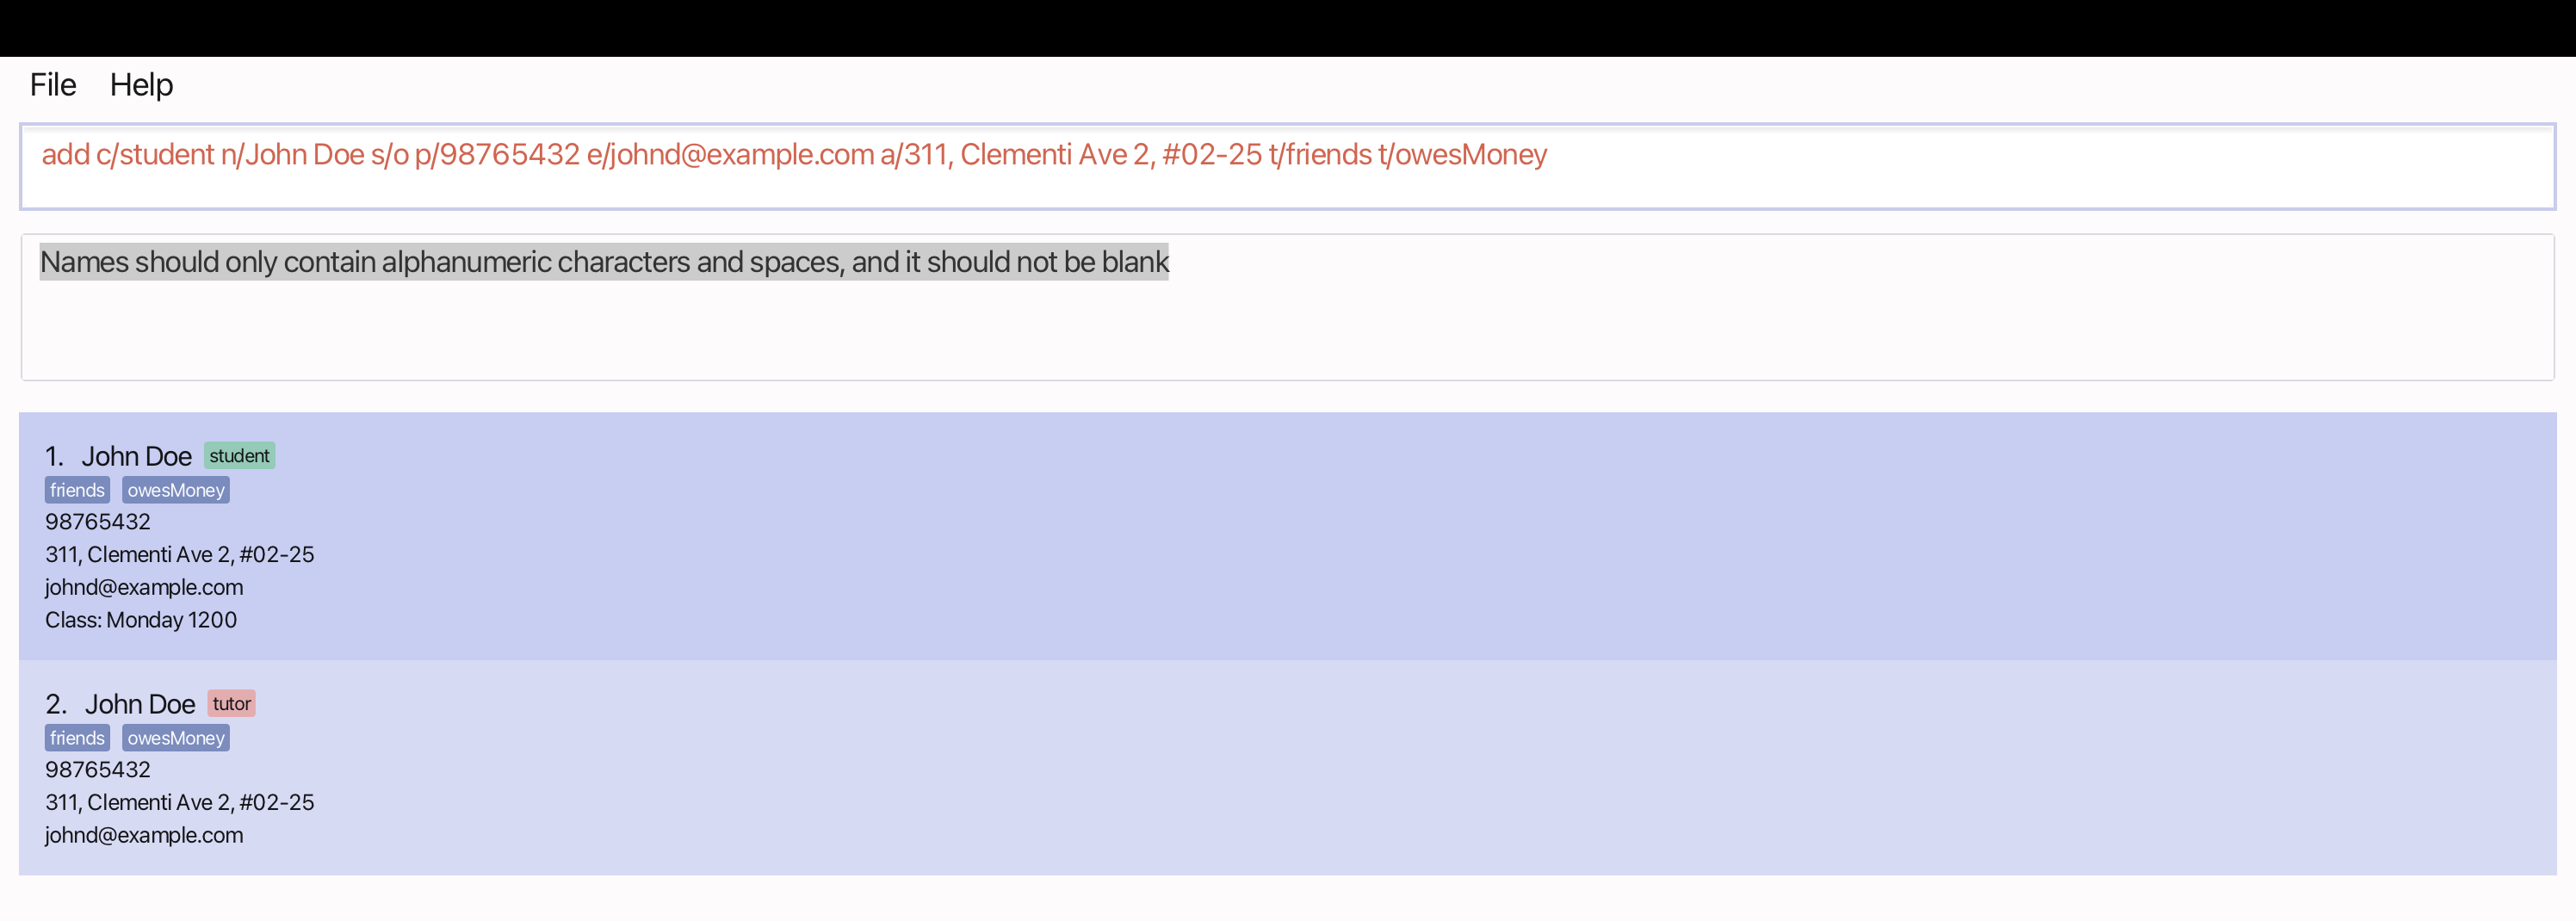 File Help
add c/student n/John Doe s/o p/98765432 e/johnd@example.com a/311, Clementi Ave 2, #02-25 t/friends t/owesMoney
Names should only contain alphanumeric characters and spaces, and it should not be blank
1. John Doe student
friends owesMoney
98765432
311, Clementi Ave 2, #02-25
johnd@example.com
Class: Monday 1200
2. John Doe tutor
friends owesMoney
98765432
311, Clementi Ave 2, #02-25
johnd@example.com